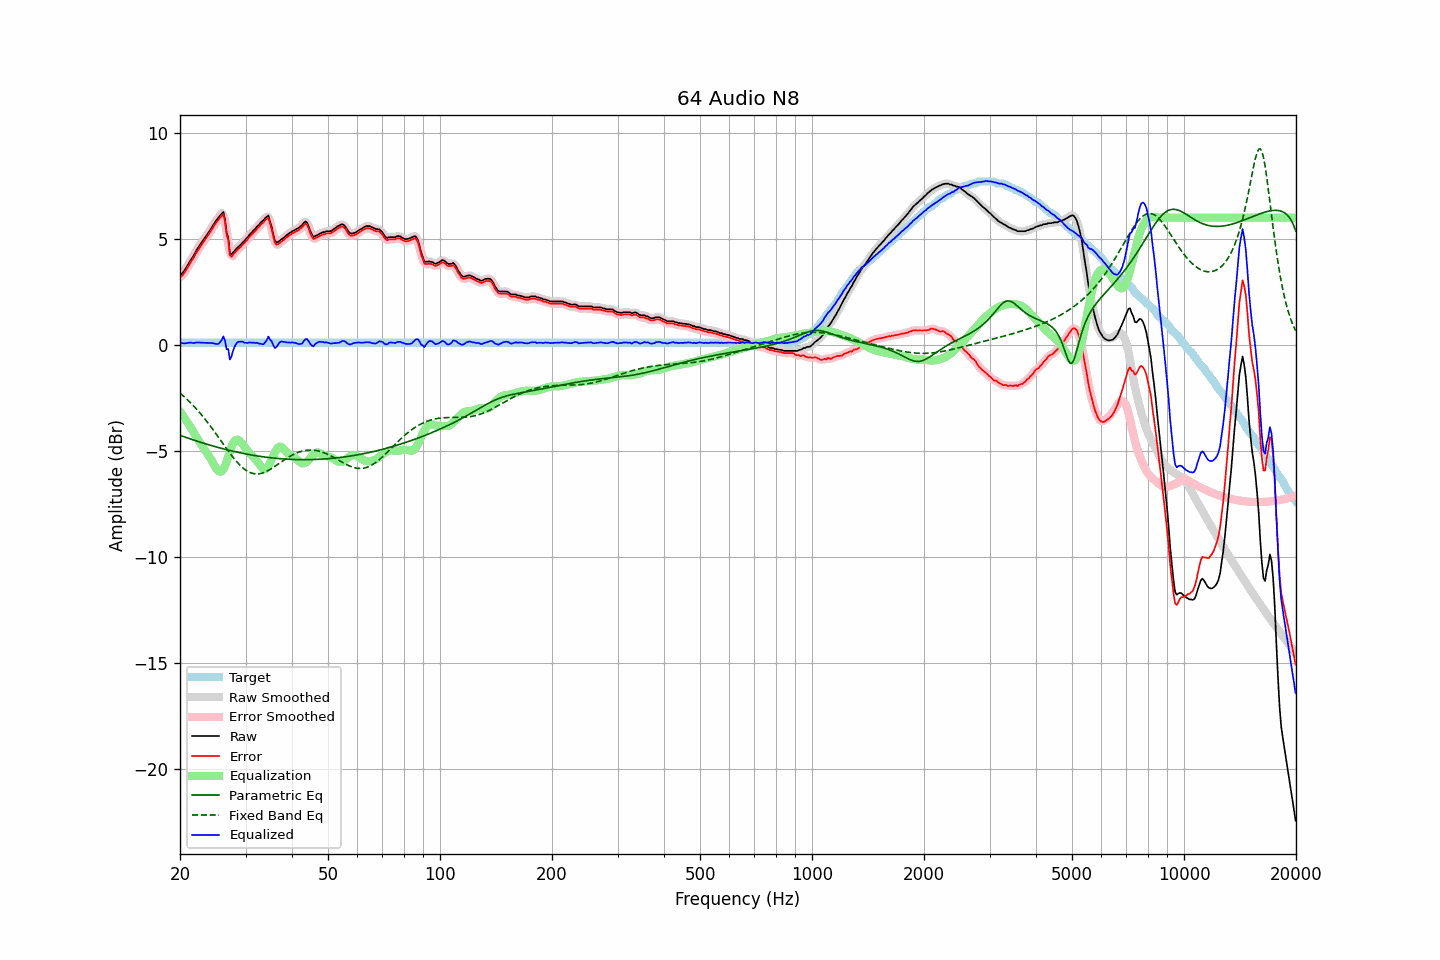 64 Audio N8
10
5
0
−5
−10
−15
−20
Amplitude (dBr)
Target
Raw Smoothed
Error Smoothed
Raw
Error
Equalization
Parametric Eq
Fixed Band Eq
Equalized
20 50 100 200 500 1000 2000 5000 10000 20000
Frequency (Hz)